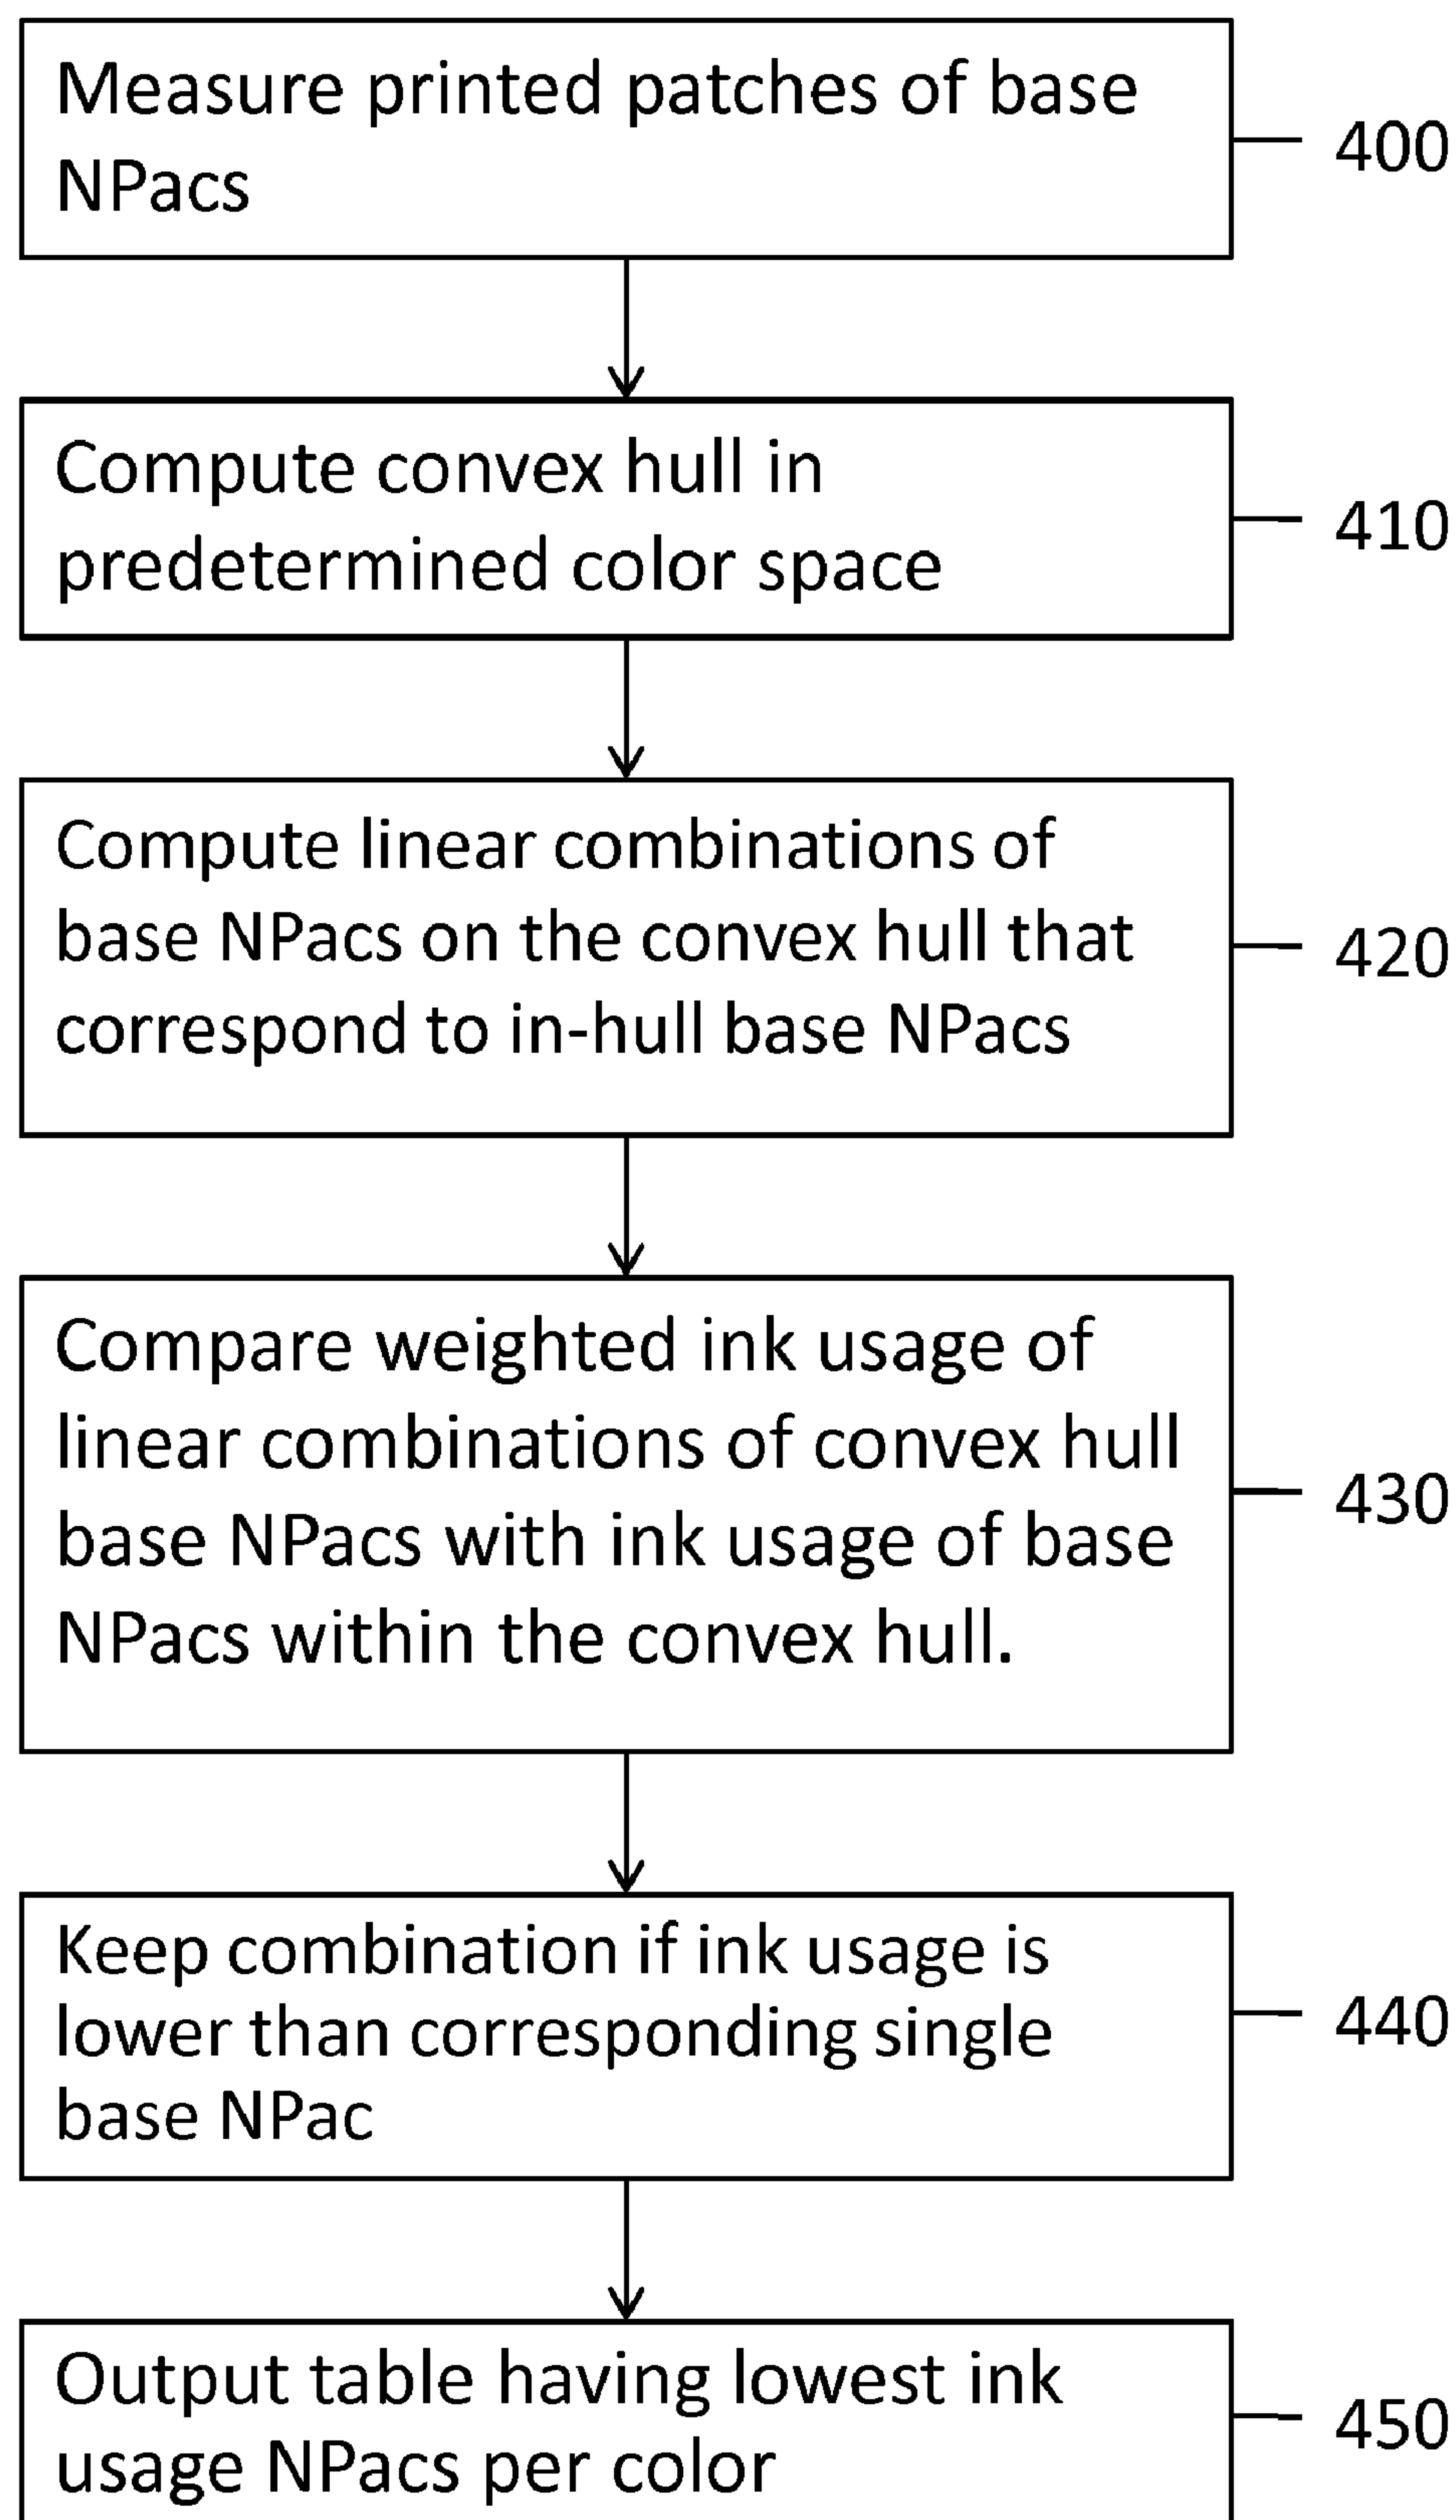 Measure printed patches of base
NPacs
400
Compute convex hull in
predetermined color space
410
Compute linear combinations of
base NPacs on the convex hull that
correspond to in-hull base NPacs
420
Compare weighted ink usage of
linear combinations of convex hull
base NPacs with ink usage of base
NPacs within the convex hull.
430
Keep combination if ink usage is
lower than corresponding single
base NPac
440
Output table having lowest ink
usage NPacs per color
450